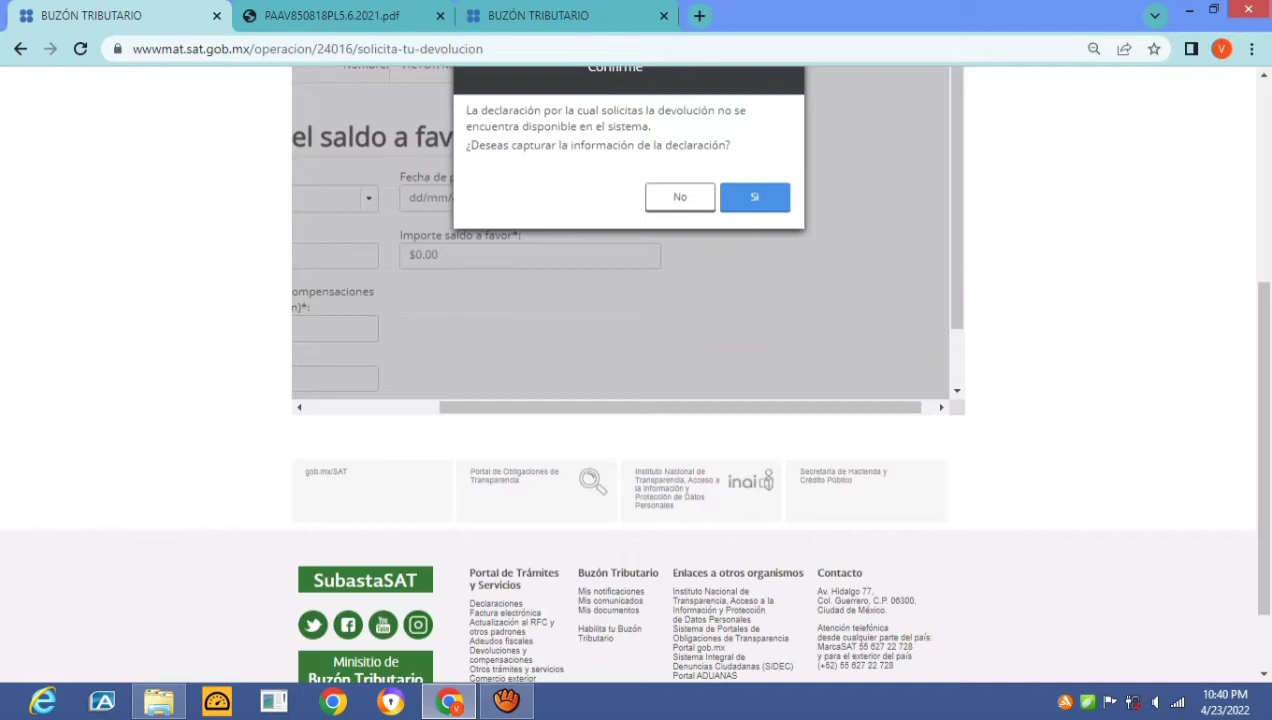 BUZÓN TRIBUTARIO
PAAV850818PL5.6.2021.pdf
BUZÓN TRIBUTARIO
wwwmat.sat.gob.mx/operacion/24016/solicita-tu-devolucion
V
Nombre:
Confirme
La declaración por la cual solicitas la devolución no se
encuentra disponible en el sistema.
¿Deseas capturar la información de la declaración?
No
Sí
el saldo a fav
Fecha de p
dd/mm/
Importe saldo a favor*:
$0.00
ompensaciones
n)*:
gob.mx/SAT
Portal de Obligaciones de
Transparencia
Instituto Nacional de
Transparencia, Acceso a
la Información y
Protección de Datos
Personales
inai
Secretaría de Hacienda y
Crédito Público
SubastaSAT
You
Tube
Minisitio de
Buzón Tributario
Portal de Trámites
y Servicios
Declaraciones
Factura electrónica
Actualización al RFC y
otros padrones
Adeudos fiscales
Devoluciones y
compensaciones
Otros trámites y servicios
Comercio exterior
Buzón Tributario
Mis notificaciones
Mis comunicados
Mis documentos
Habilita tu Buzón
Tributario
Enlaces a otros organismos
Instituto Nacional de
Transparencia, Acceso a la
Información y Protección
de Datos Personales
Sistema de Portales de
Obligaciones de Transparencia
Portal gob.mx
Sistema Integral de
Denuncias Ciudadanas (SIDEC)
Portal ADUANAS
Contacto
Av. Hidalgo 77,
Col. Guerrero, C.P. 06300,
Ciudad de México.
Atención telefónica
desde cualquier parte del país:
MarcaSAT 55 627 22 728
y para el exterior del país
(+52) 55 627 22 728
10:40 PM
4/23/2022